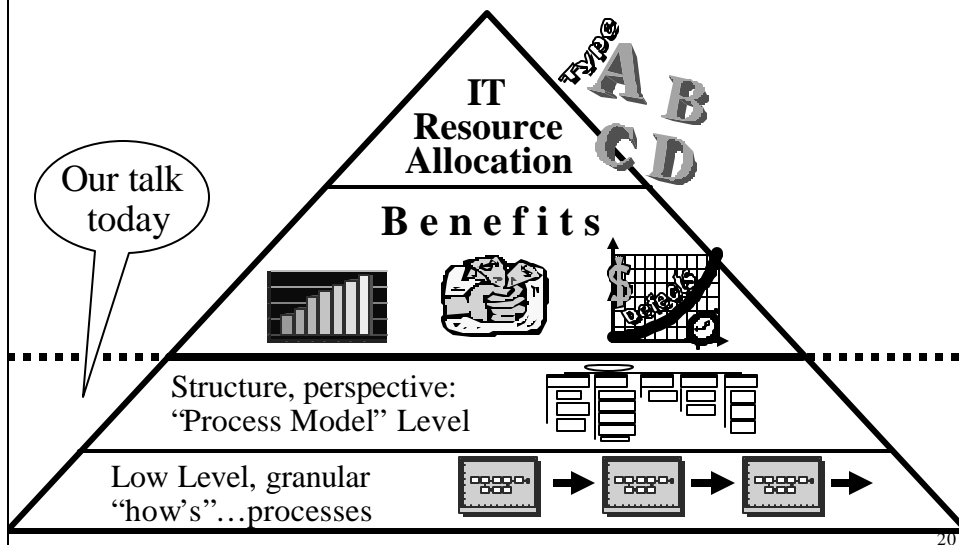 Type
A B
C D
IT
Resource
Allocation
Our talk
today
B e n e f i t s
$
Defects
Structure, perspective:
“Process Model” Level
Low Level, granular
“how's”…processes
20